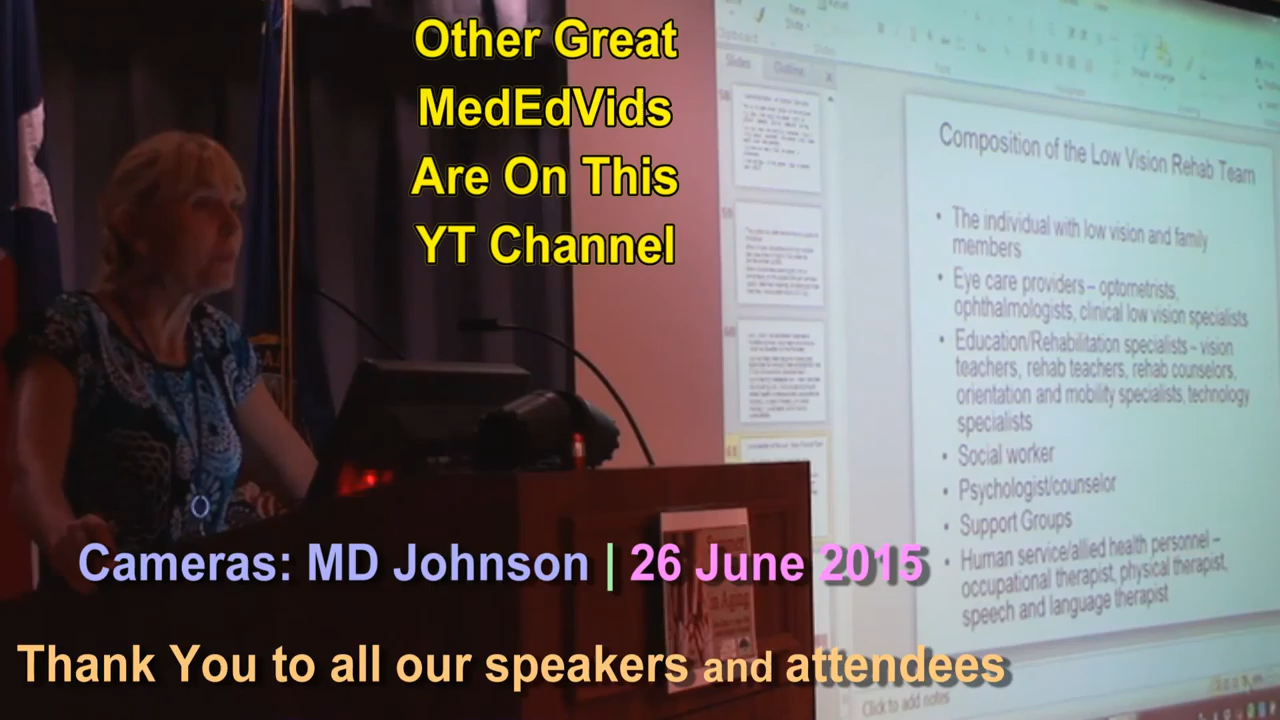 Other Great
MedEdVids
Are On This
YT Channel
Slides
Outline
Composition of the Low Vision Rehab Team
• The individual with low vision and family
members
• Eye care providers – optometrists,
ophthalmologists, clinical low vision specialists
• Education/Rehabilitation specialists – vision
teachers, rehab teachers, rehab counselors,
orientation and mobility specialists, technology
specialists
• Social worker
• Psychologist/counselor
• Support Groups
• Human service/allied health personnel –
occupational therapist, physical therapist,
speech and language therapist
Click to add notes
Cameras: MD Johnson | 26 June 2015
in Aging
Thank You to all our speakers and attendees